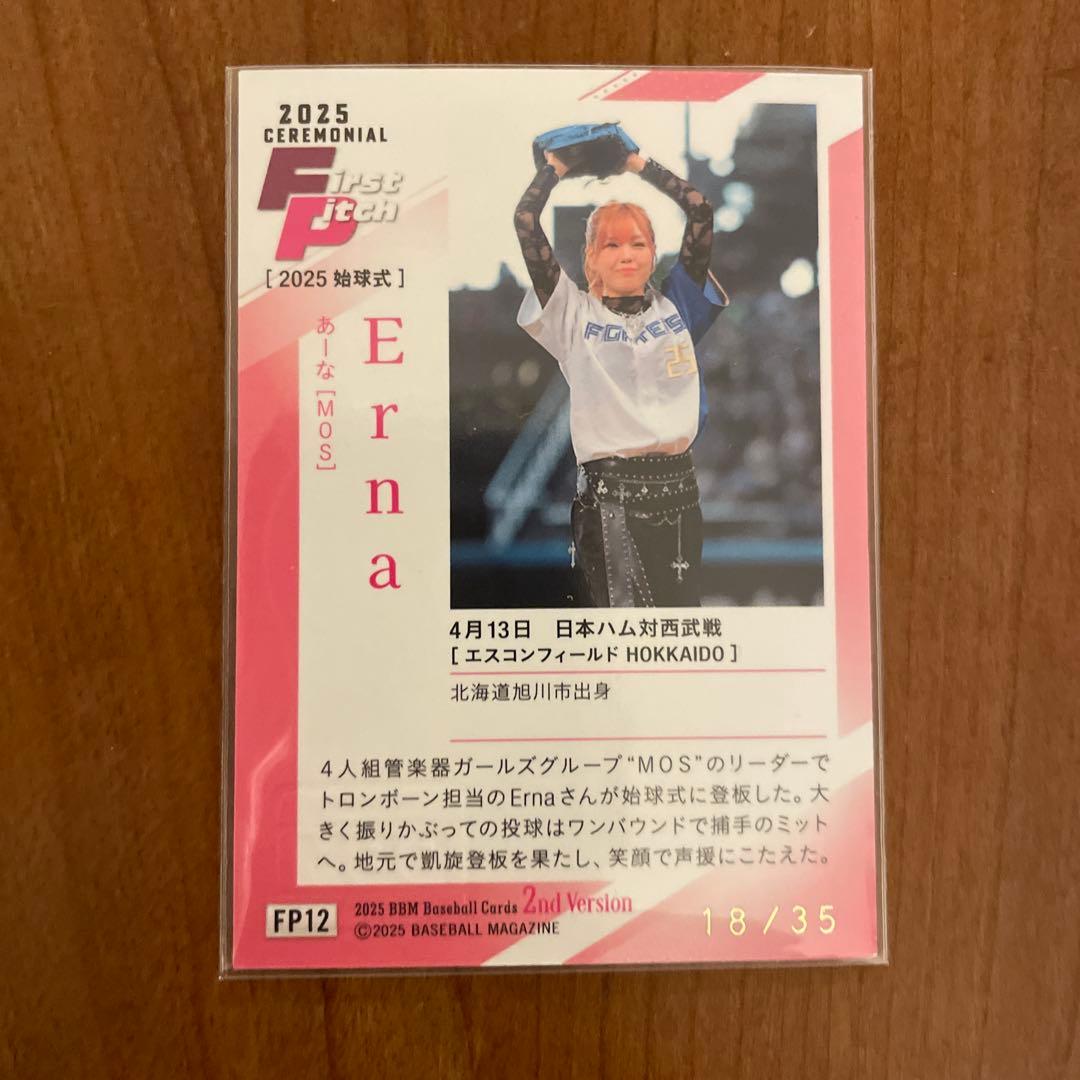 2025
CEREMONIAL
First
Pitch
[ 2025 始球式 ]
Erna
あーな [MOS]
FIGHTERS
25
4月13日　日本ハム対西武戦
[ エスコンフィールド HOKKAIDO ]
北海道旭川市出身
4人組管楽器ガールズグループ“MOS”のリーダーで
トロンボーン担当のErnaさんが始球式に登板した。大
きく振りかぶっての投球はワンバウンドで捕手のミット
へ。地元で凱旋登板を果たし、笑顔で声援にこたえた。
FP12
2025 BBM Baseball Cards 2nd Version
©2025 BASEBALL MAGAZINE
18/35